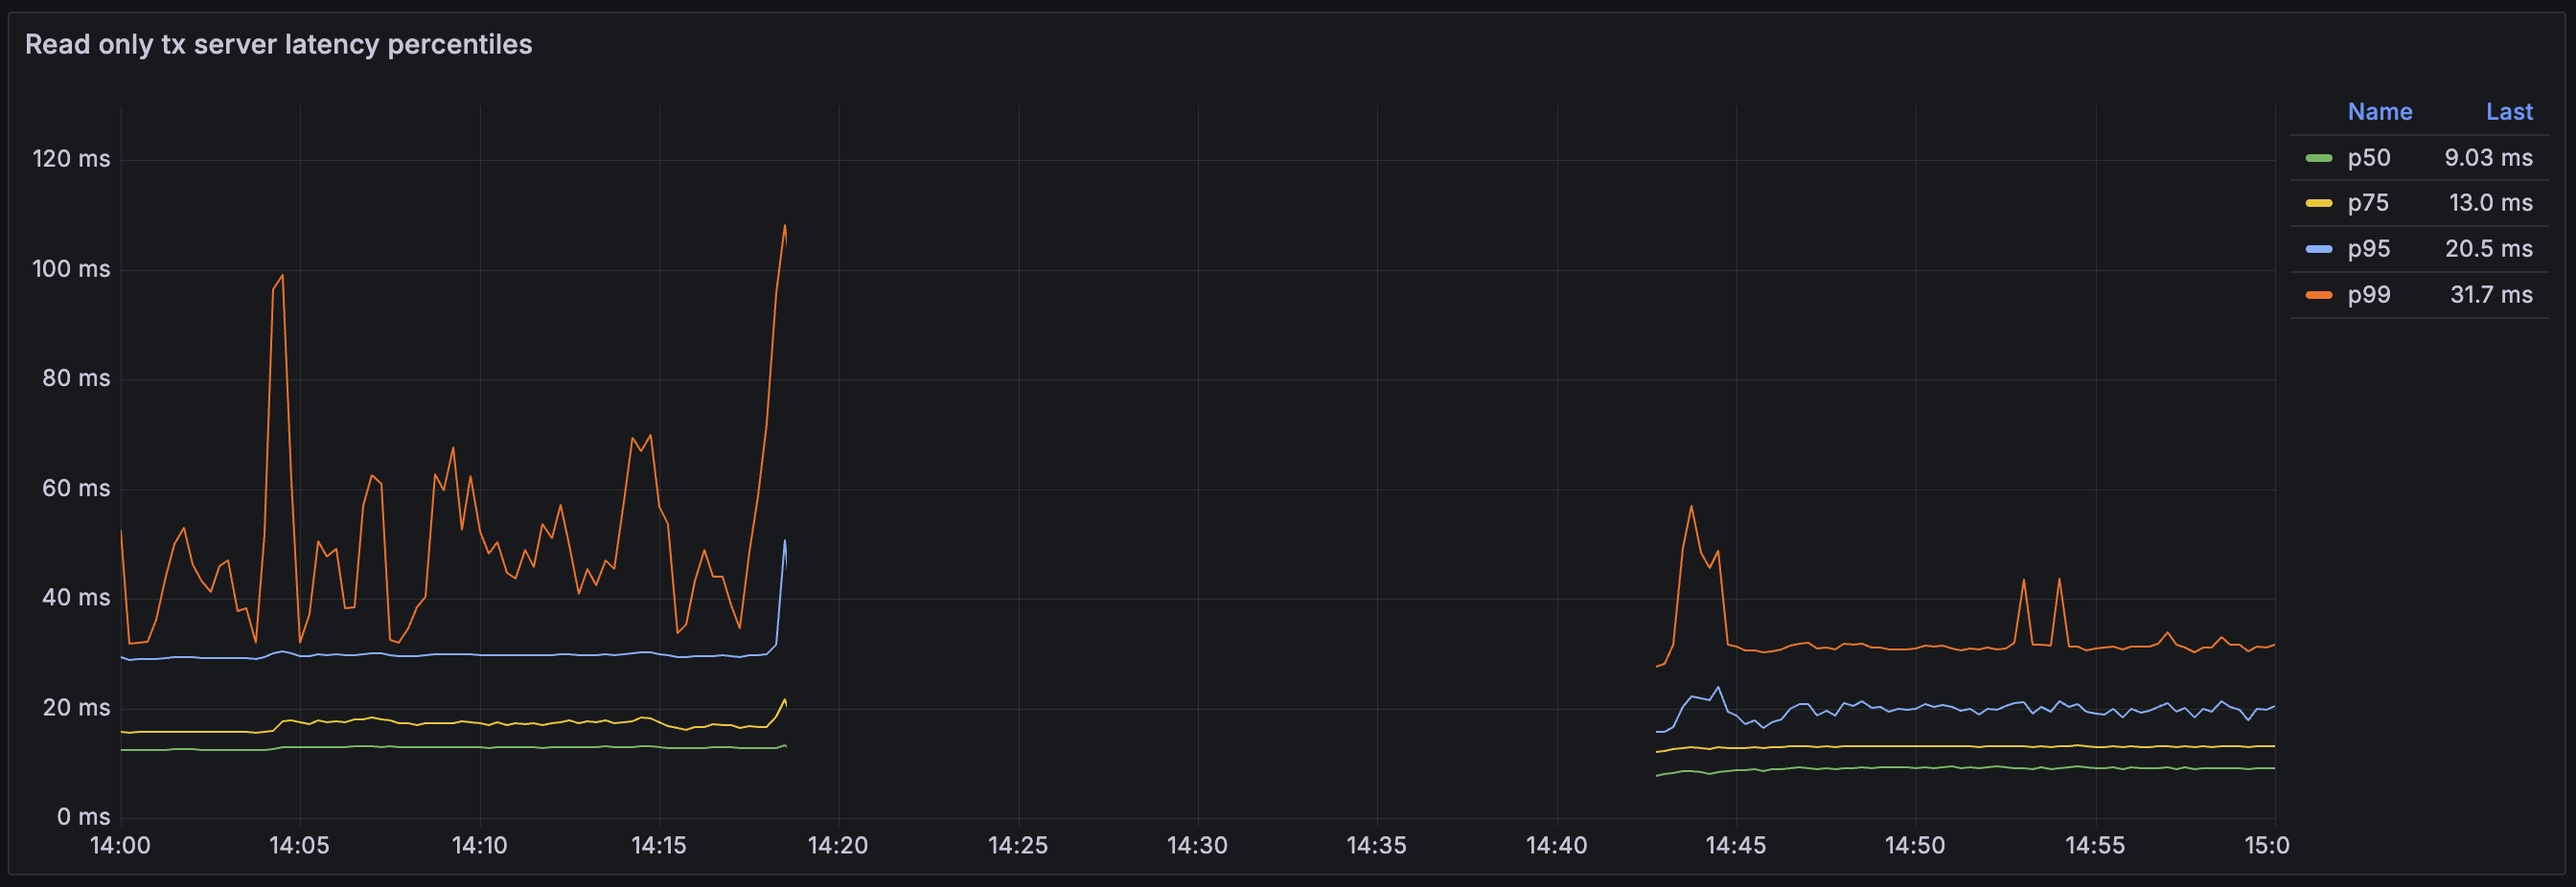 Read only tx server latency percentiles
120 ms
100 ms
80 ms
60 ms
40 ms
20 ms
0 ms
14:00 14:05 14:10 14:15 14:20 14:25 14:30 14:35 14:40 14:45 14:50 14:55 15:0
Name Last
p50 9.03 ms
p75 13.0 ms
p95 20.5 ms
p99 31.7 ms